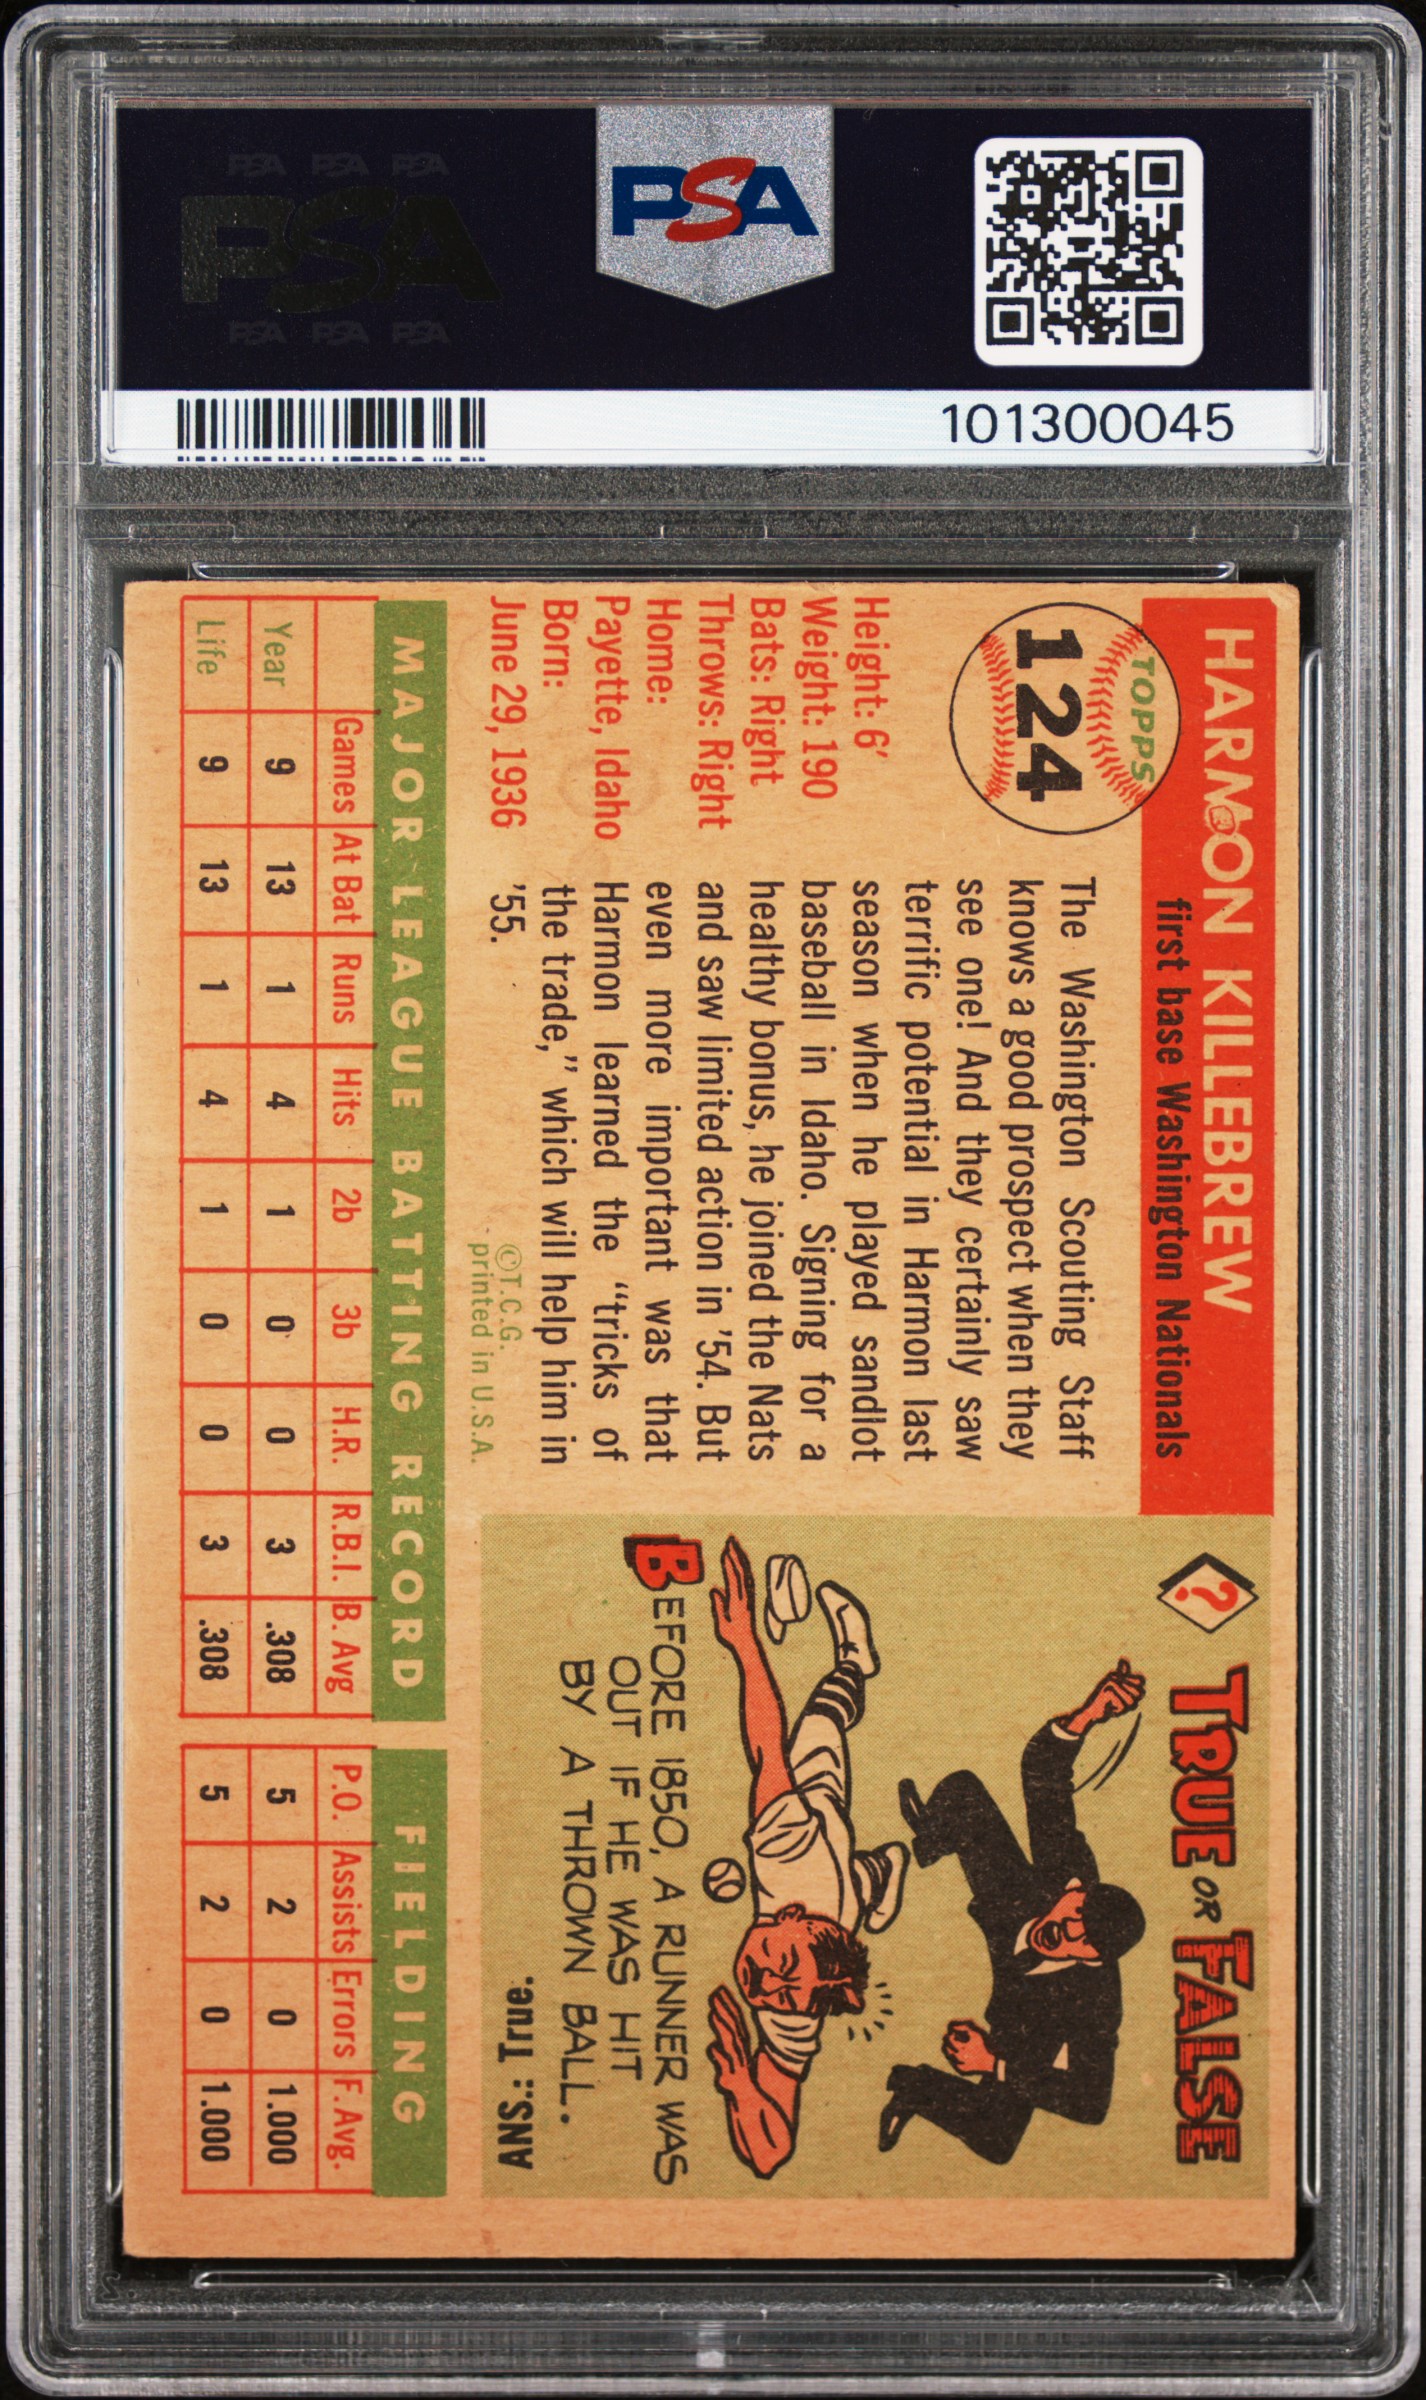 PSA PSA PSA
PSA
PSA PSA PSA
PSA
101300045
HARMON KILLEBREW
first base Washington Nationals
TOPPS
124
Height: 6'
Weight: 190
Bats: Right
Throws: Right
Home:
Payette, Idaho
Born:
June 29, 1936
The Washington Scouting Staff
knows a good prospect when they
see one! And they certainly saw
terrific potential in Harmon last
season when he played sandlot
baseball in Idaho. Signing for a
healthy bonus, he joined the Nats
and saw limited action in '54. But
even more important was that
Harmon learned the “tricks of
the trade,” which will help him in
'55.
©T.C.G.
printed in U.S.A.
?
TRUE OR FALSE
BEFORE 1850, A RUNNER WAS
OUT IF HE WAS HIT
BY A THROWN BALL.
ANS.: True.
MAJOR LEAGUE BATTING RECORD
FIELDING
Games At Bat Runs Hits 2b 3b H.R. R.B.I. B. Avg P.O. Assists Errors F. Avg.
Year 9 13 1 4 1 0 0 3 .308 5 2 0 1.000
Life 9 13 1 4 1 0 0 3 .308 5 2 0 1.000